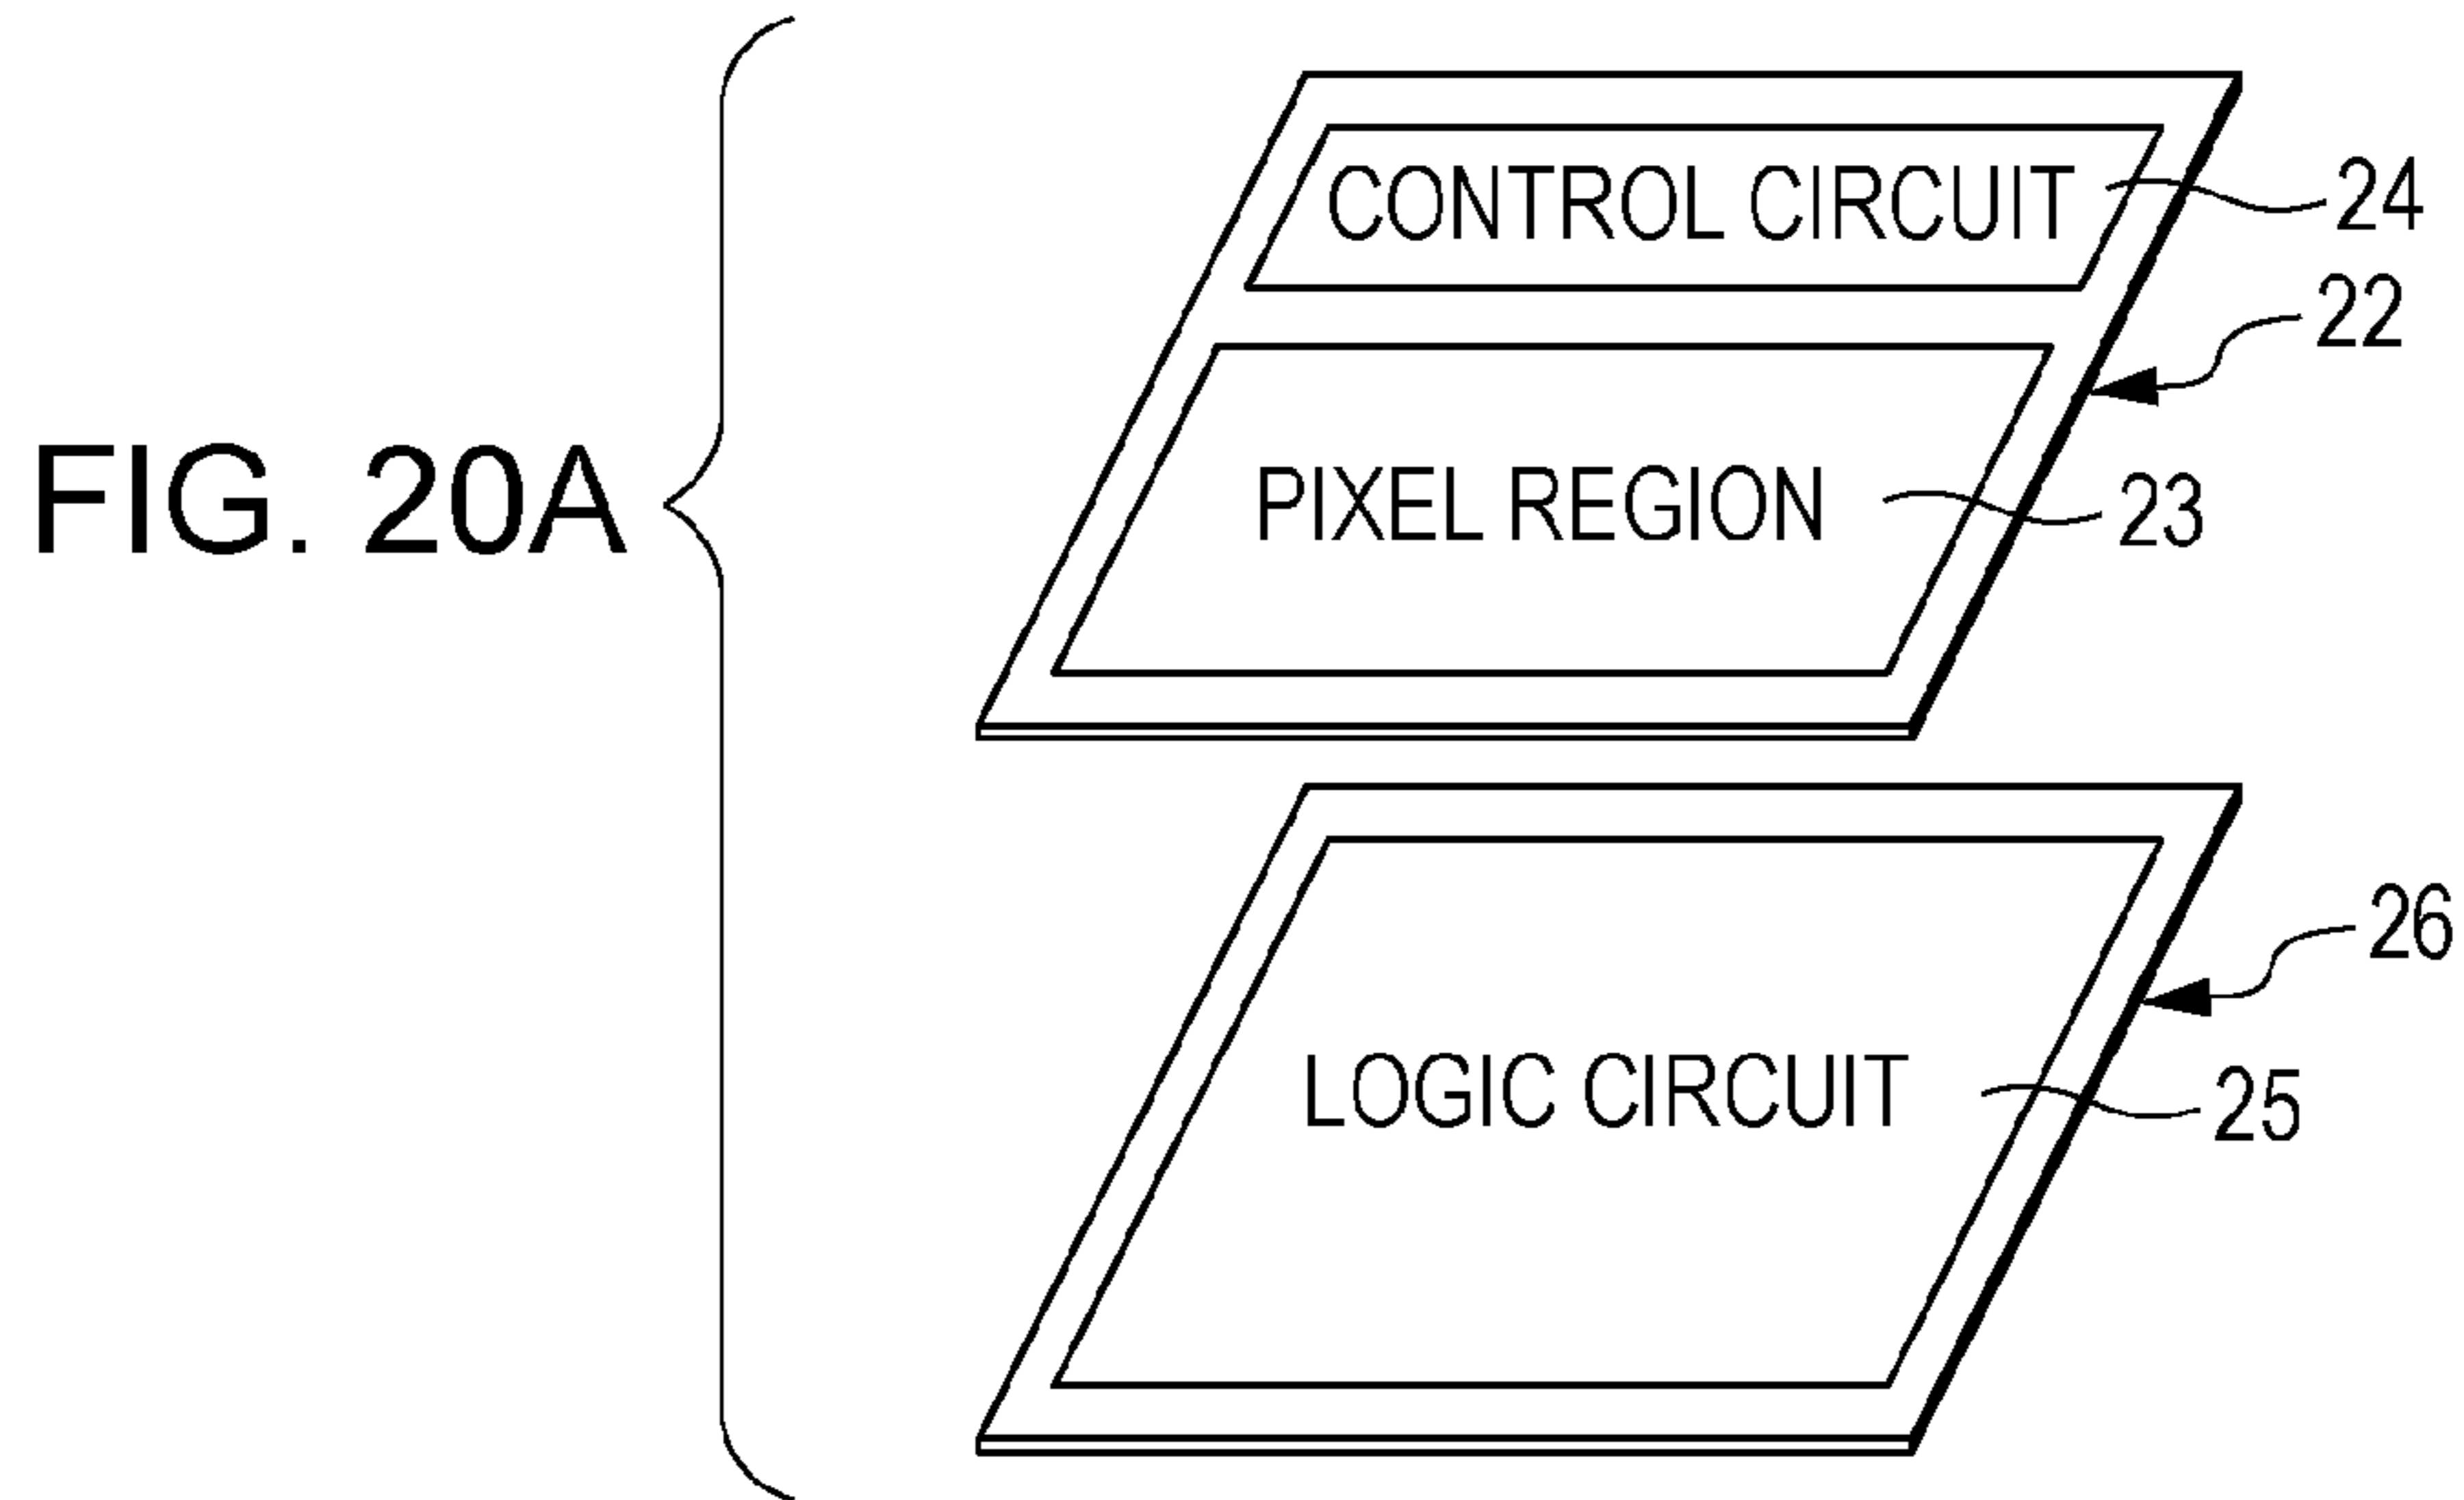 FIG. 20A
CONTROL CIRCUIT
24
22
PIXEL REGION
23
26
LOGIC CIRCUIT
25